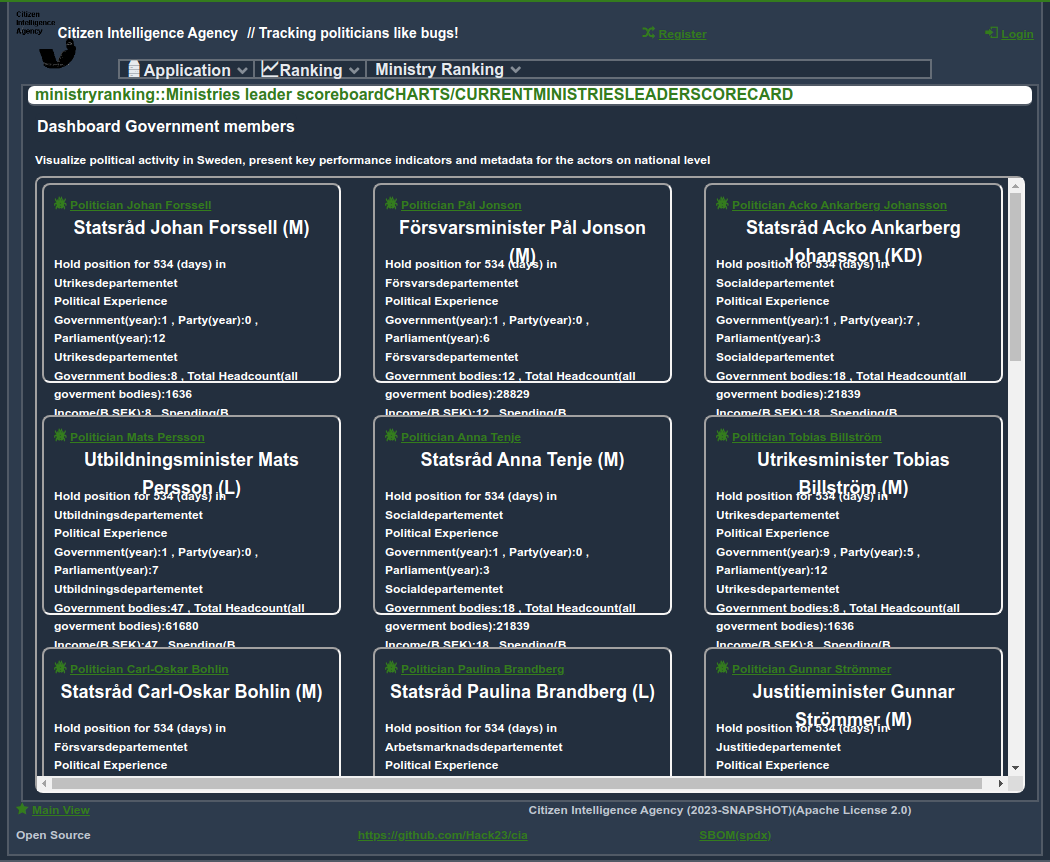 Citizen
Intelligence
Agency
Citizen Intelligence Agency // Tracking politicians like bugs!
Register
Login
Application
Ranking
Ministry Ranking
ministryranking::Ministries leader scoreboardCHARTS/CURRENTMINISTRIESLEADERSCORECARD
Dashboard Government members
Visualize political activity in Sweden, present key performance indicators and metadata for the actors on national level
Politician Johan Forssell
Statsråd Johan Forssell (M)
Hold position for 534 (days) in
Utrikesdepartementet
Political Experience
Government(year):1 , Party(year):0 ,
Parliament(year):12
Utrikesdepartementet
Government bodies:8 , Total Headcount(all
goverment bodies):1636
Income(B SEK):8 , Spending(B
Politician Pål Jonson
Försvarsminister Pål Jonson
(M)
Hold position for 534 (days) in
Försvarsdepartementet
Political Experience
Government(year):1 , Party(year):0 ,
Parliament(year):6
Försvarsdepartementet
Government bodies:12 , Total Headcount(all
goverment bodies):28829
Income(B SEK):12 , Spending(B
Politician Acko Ankarberg Johansson
Statsråd Acko Ankarberg
Johansson (KD)
Hold position for 534 (days) in
Socialdepartementet
Political Experience
Government(year):1 , Party(year):7 ,
Parliament(year):3
Socialdepartementet
Government bodies:18 , Total Headcount(all
goverment bodies):21839
Income(B SEK):18 , Spending(B
Politician Mats Persson
Utbildningsminister Mats
Persson (L)
Hold position for 534 (days) in
Utbildningsdepartementet
Political Experience
Government(year):1 , Party(year):0 ,
Parliament(year):7
Utbildningsdepartementet
Government bodies:47 , Total Headcount(all
goverment bodies):61680
Income(B SEK):47 , Spending(B
Politician Anna Tenje
Statsråd Anna Tenje (M)
Hold position for 534 (days) in
Socialdepartementet
Political Experience
Government(year):1 , Party(year):0 ,
Parliament(year):3
Socialdepartementet
Government bodies:18 , Total Headcount(all
goverment bodies):21839
Income(B SEK):18 , Spending(B
Politician Tobias Billström
Utrikesminister Tobias
Billström (M)
Hold position for 534 (days) in
Utrikesdepartementet
Political Experience
Government(year):9 , Party(year):5 ,
Parliament(year):12
Utrikesdepartementet
Government bodies:8 , Total Headcount(all
goverment bodies):1636
Income(B SEK):8 , Spending(B
Politician Carl-Oskar Bohlin
Statsråd Carl-Oskar Bohlin (M)
Hold position for 534 (days) in
Försvarsdepartementet
Political Experience
Politician Paulina Brandberg
Statsråd Paulina Brandberg (L)
Hold position for 534 (days) in
Arbetsmarknadsdepartementet
Political Experience
Politician Gunnar Strömmer
Justitieminister Gunnar
Strömmer (M)
Hold position for 534 (days) in
Justitiedepartementet
Political Experience
Main View
Citizen Intelligence Agency (2023-SNAPSHOT)(Apache License 2.0)
Open Source
https://github.com/Hack23/cia
SBOM(spdx)